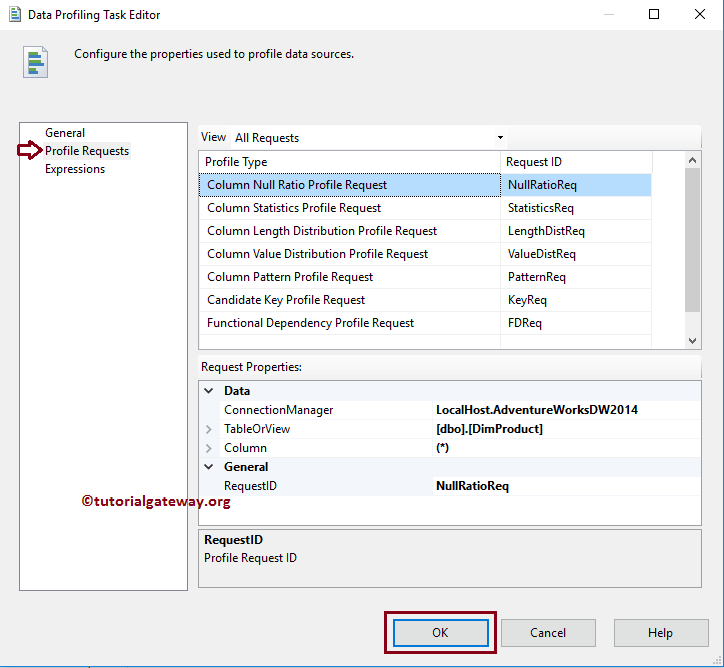 Data Profiling Task Editor
Configure the properties used to profile data sources.
General
Profile Requests
Expressions
View All Requests
Profile Type Request ID
Column Null Ratio Profile Request NullRatioReq
Column Statistics Profile Request StatisticsReq
Column Length Distribution Profile Request LengthDistReq
Column Value Distribution Profile Request ValueDistReq
Column Pattern Profile Request PatternReq
Candidate Key Profile Request KeyReq
Functional Dependency Profile Request FDReq
Request Properties:
Data
ConnectionManager LocalHost.AdventureWorksDW2014
TableOrView [dbo].[DimProduct]
Column (*)
General
RequestID NullRatioReq
©tutorialgateway.org
RequestID
Profile Request ID
OK Cancel Help